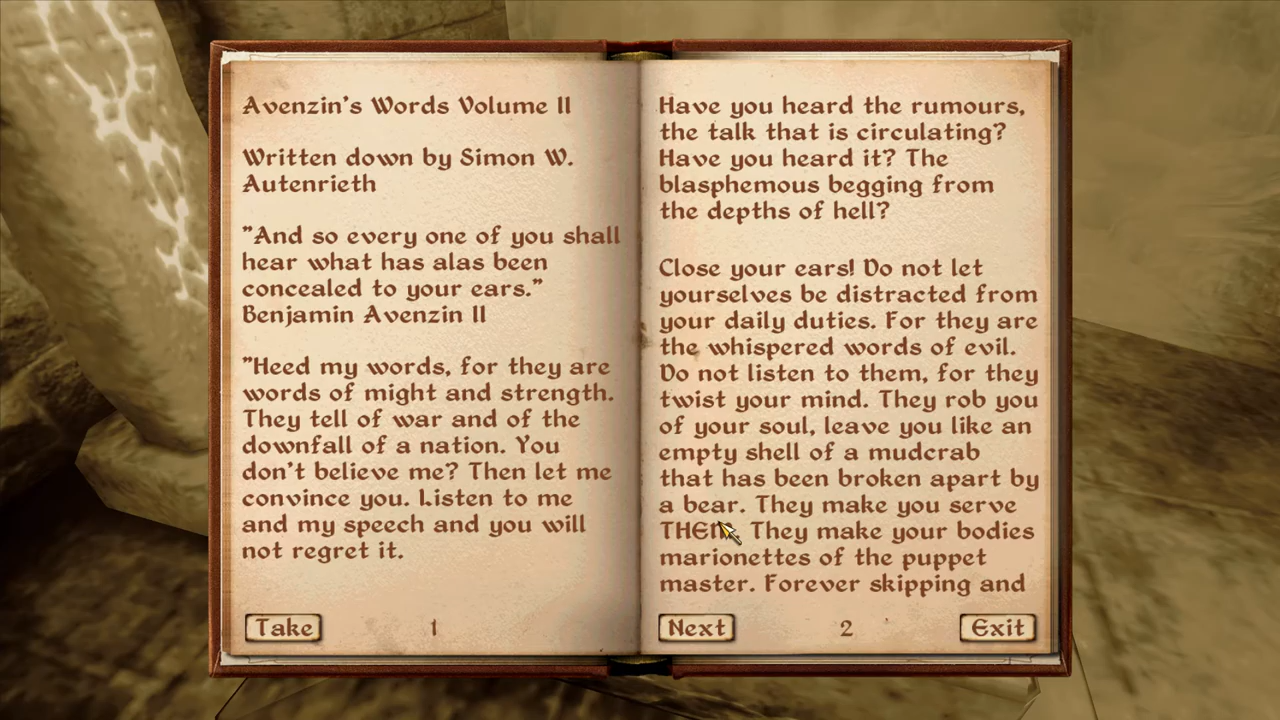 Avenzin's Words Volume II
Written down by Simon W.
Autenrieth
"And so every one of you shall
hear what has alas been
concealed to your ears."
Benjamin Avenzin II
"Heed my words, for they are
words of might and strength.
They tell of war and of the
downfall of a nation. You
don't believe me? Then let me
convince you. Listen to me
and my speech and you will
not regret it.
Take
1
Have you heard the rumours,
the talk that is circulating?
Have you heard it? The
blasphemous begging from
the depths of hell?
Close your ears! Do not let
yourselves be distracted from
your daily duties. For they are
the whispered words of evil.
Do not listen to them, for they
twist your mind. They rob you
of your soul, leave you like an
empty shell of a mudcrab
that has been broken apart by
a bear. They make you serve
THEM. They make your bodies
marionettes of the puppet
master. Forever skipping and
Next
2
Exit